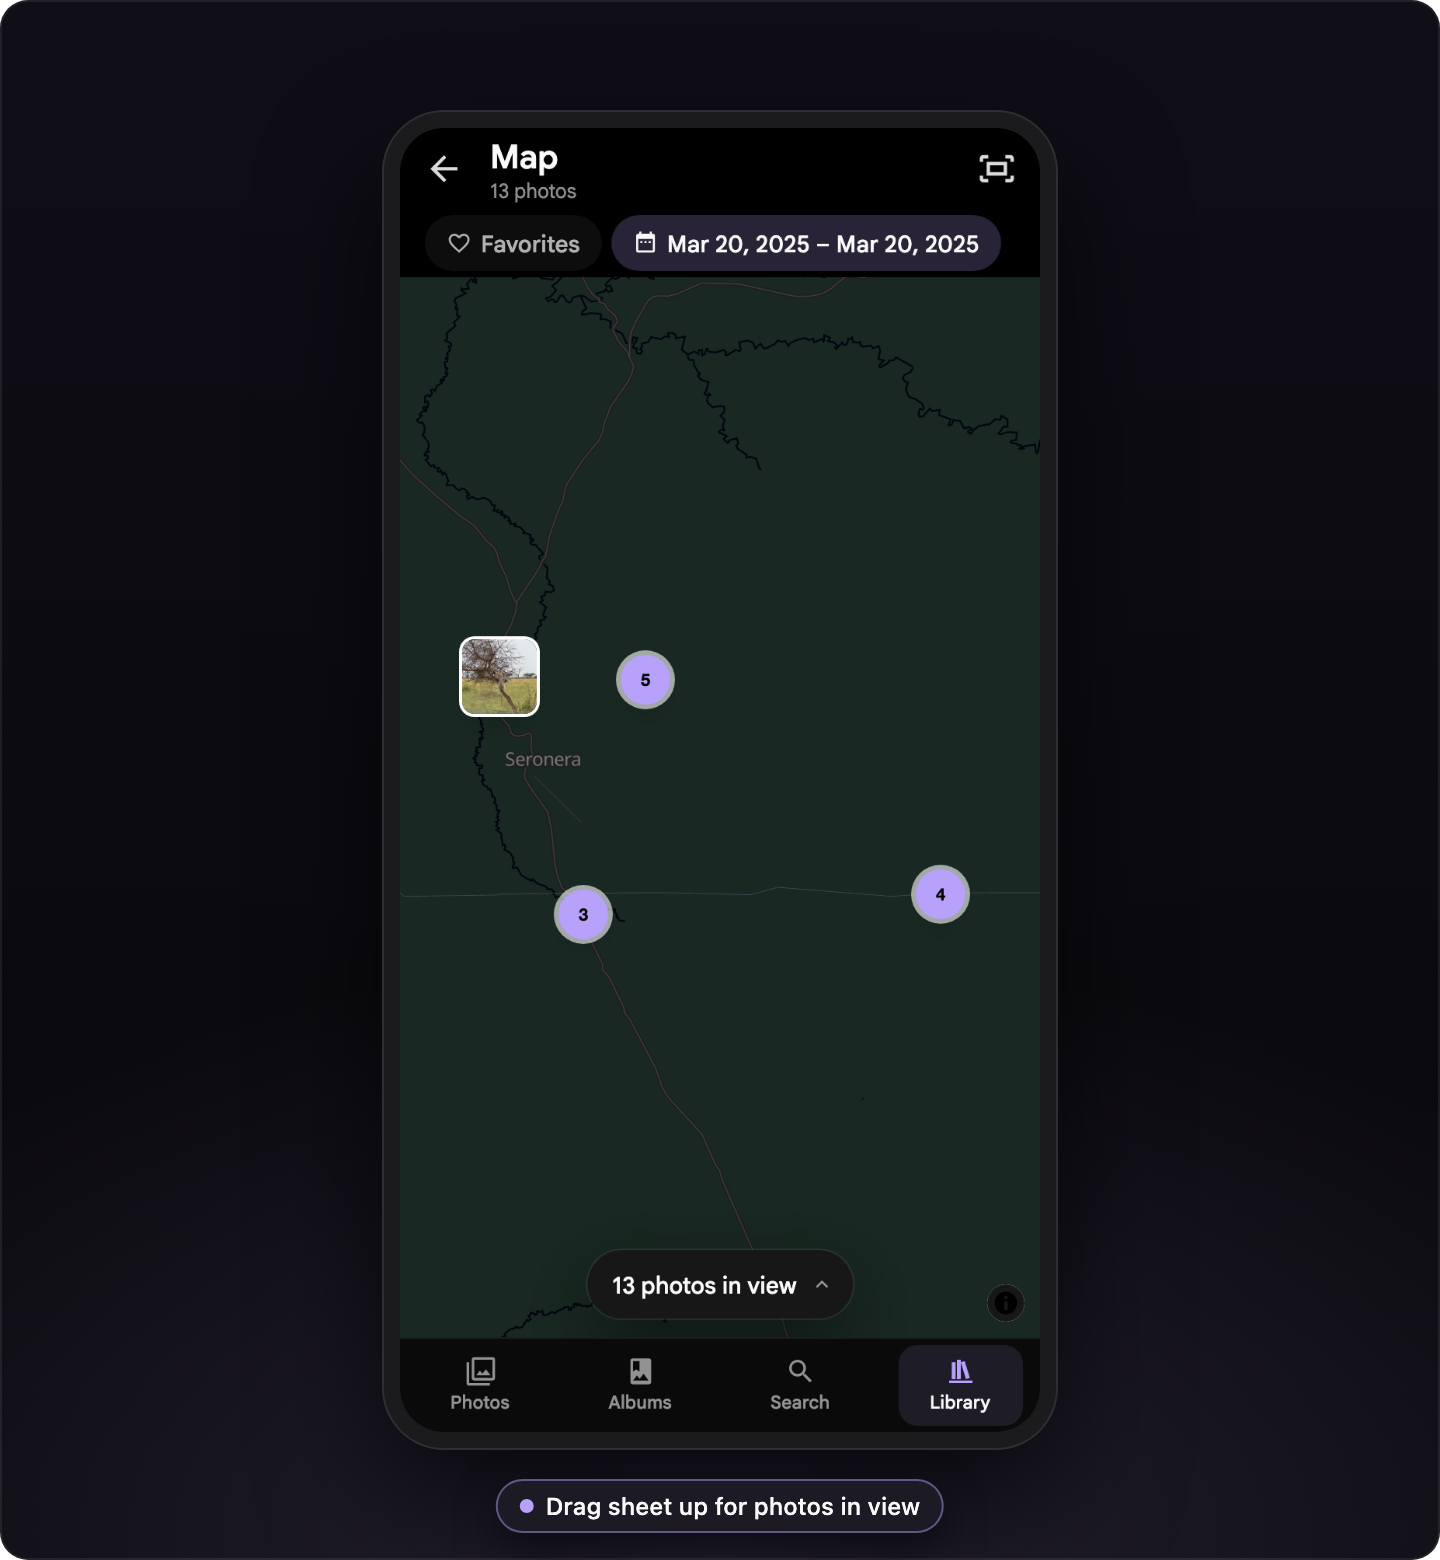 Map
13 photos
Favorites
Mar 20, 2025 – Mar 20, 2025
5
Seronera
4
3
13 photos in view
Photos
Albums
Search
Library
Drag sheet up for photos in view